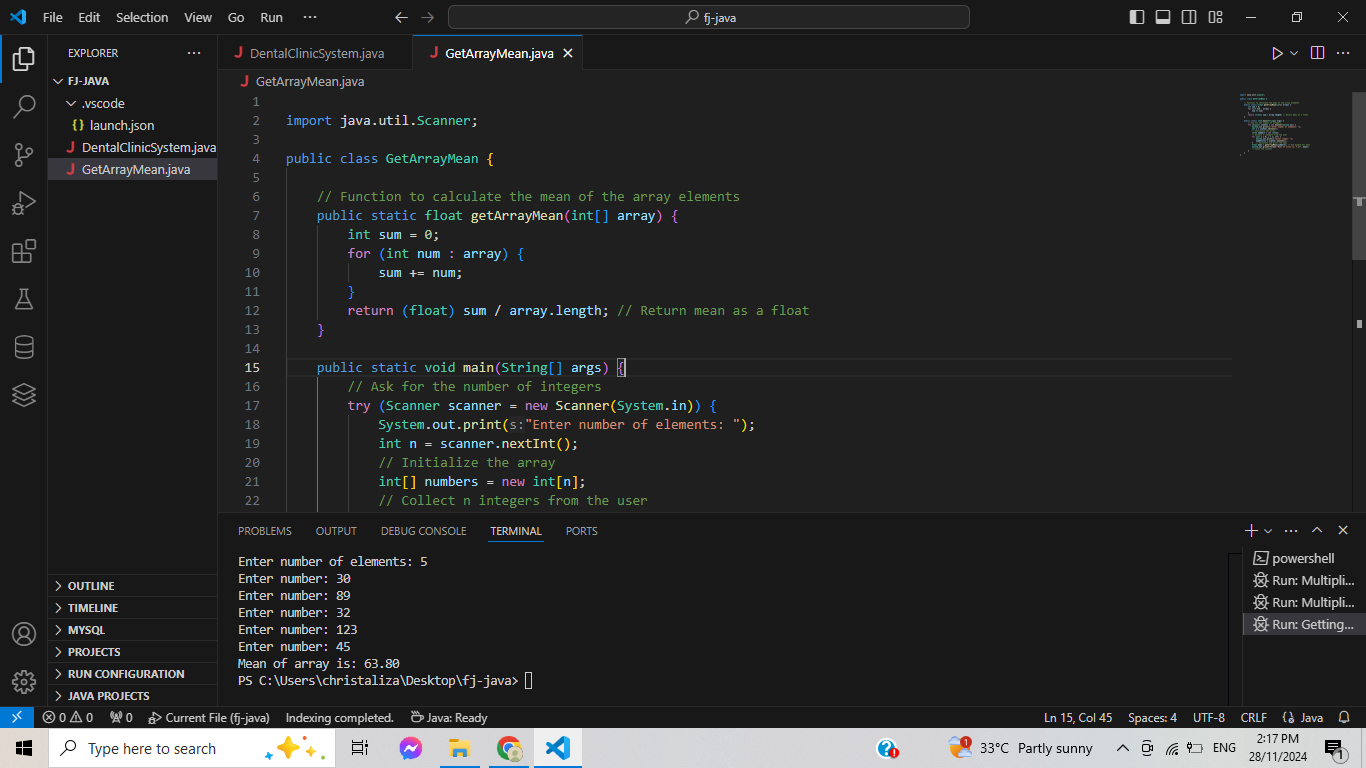 File Edit Selection View Go Run ··· fj-java
EXPLORER ···
FJ-JAVA
.vscode
{} launch.json
J DentalClinicSystem.java
J GetArrayMean.java
OUTLINE
TIMELINE
MYSQL
PROJECTS
RUN CONFIGURATION
JAVA PROJECTS
J DentalClinicSystem.java J GetArrayMean.java
J GetArrayMean.java
1
2 import java.util.Scanner;
3
4 public class GetArrayMean {
5
6 // Function to calculate the mean of the array elements
7 public static float getArrayMean(int[] array) {
8 int sum = 0;
9 for (int num : array) {
10 sum += num;
11 }
12 return (float) sum / array.length; // Return mean as a float
13 }
14
15 public static void main(String[] args) {
16 // Ask for the number of integers
17 try (Scanner scanner = new Scanner(System.in)) {
18 System.out.print(s:"Enter number of elements: ");
19 int n = scanner.nextInt();
20 // Initialize the array
21 int[] numbers = new int[n];
22 // Collect n integers from the user
PROBLEMS OUTPUT DEBUG CONSOLE TERMINAL PORTS
Enter number of elements: 5
Enter number: 30
Enter number: 89
Enter number: 32
Enter number: 123
Enter number: 45
Mean of array is: 63.80
PS C:\Users\christaliza\Desktop\fj-java>
powershell
Run: Multipli...
Run: Multipli...
Run: Getting...
0 0 0 Current File (fj-java) Indexing completed. Java: Ready Ln 15, Col 45 Spaces: 4 UTF-8 CRLF {} Java
Type here to search 33°C Partly sunny ENG 2:17 PM
28/11/2024